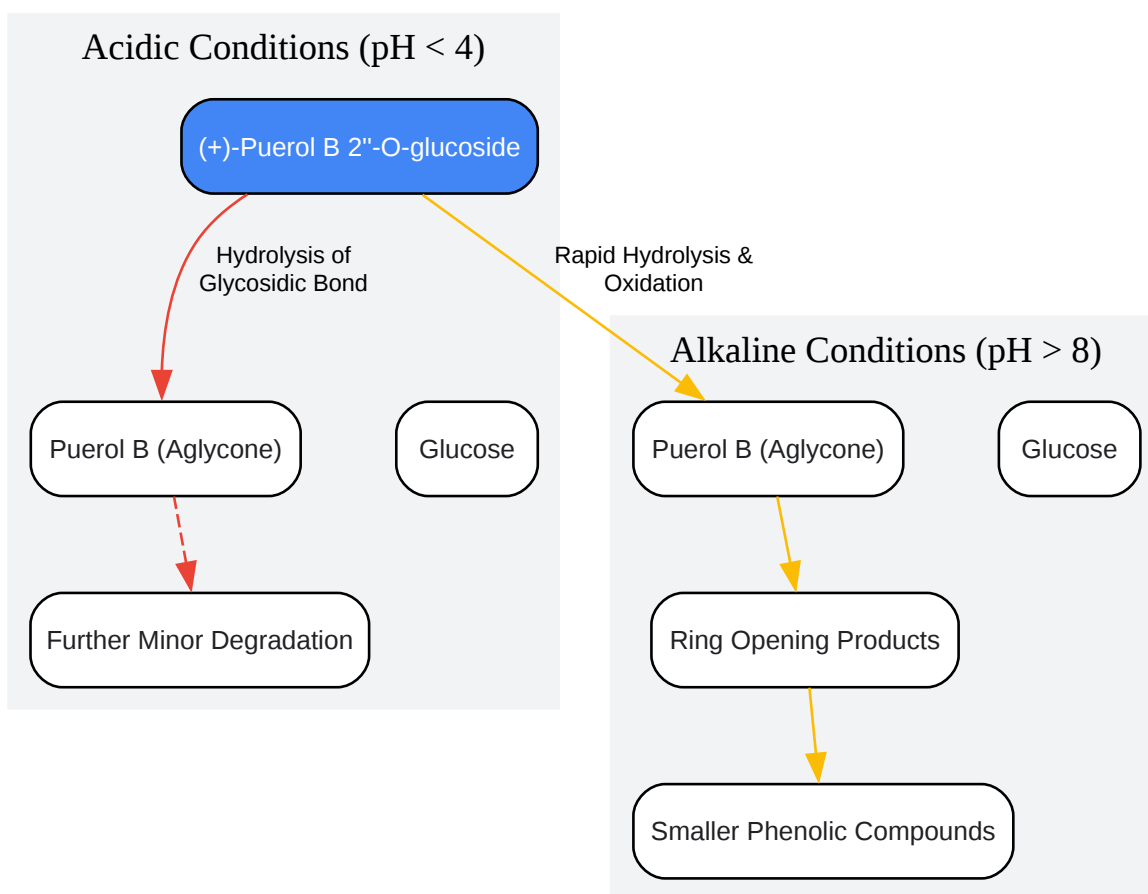 Acidic Conditions (pH < 4)
(+)-Puerol B 2"-O-glucoside
Hydrolysis of
Glycosidic Bond
Rapid Hydrolysis &
Oxidation
Alkaline Conditions (pH > 8)
Puerol B (Aglycone)
Glucose
Puerol B (Aglycone)
Glucose
Further Minor Degradation
Ring Opening Products
Smaller Phenolic Compounds